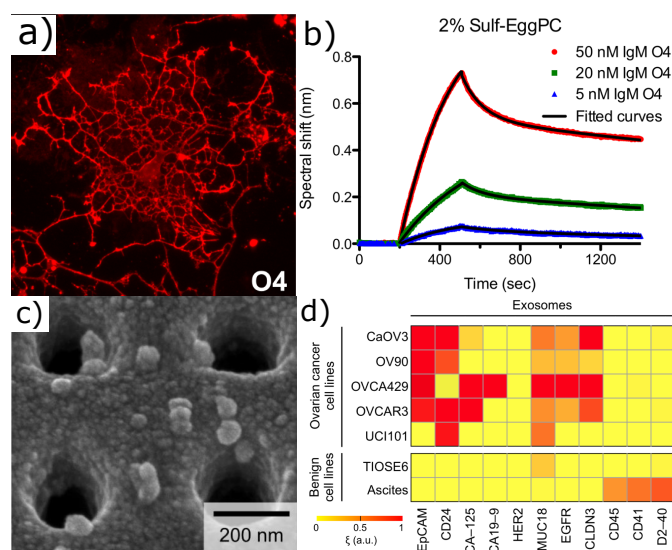 a)
O4
b)
2% Sulf-EggPC
50 nM IgM O4
20 nM IgM O4
5 nM IgM O4
Fitted curves
Spectral shift (nm)
0.8
0.6
0.4
0.2
0.0
0 400 800 1200
Time (sec)
c)
200 nm
d)
Exosomes
Ovarian cancer
cell lines
CaOV3
OV90
OVCA429
OVCAR3
UCI101
Benign
cell lines
TIOSE6
Ascites
0 0.5 1
ξ (a.u.)
EpCAM
CD24
CA–125
CA19–9
HER2
MUC18
EGFR
CLDN3
CD45
CD41
D2–40